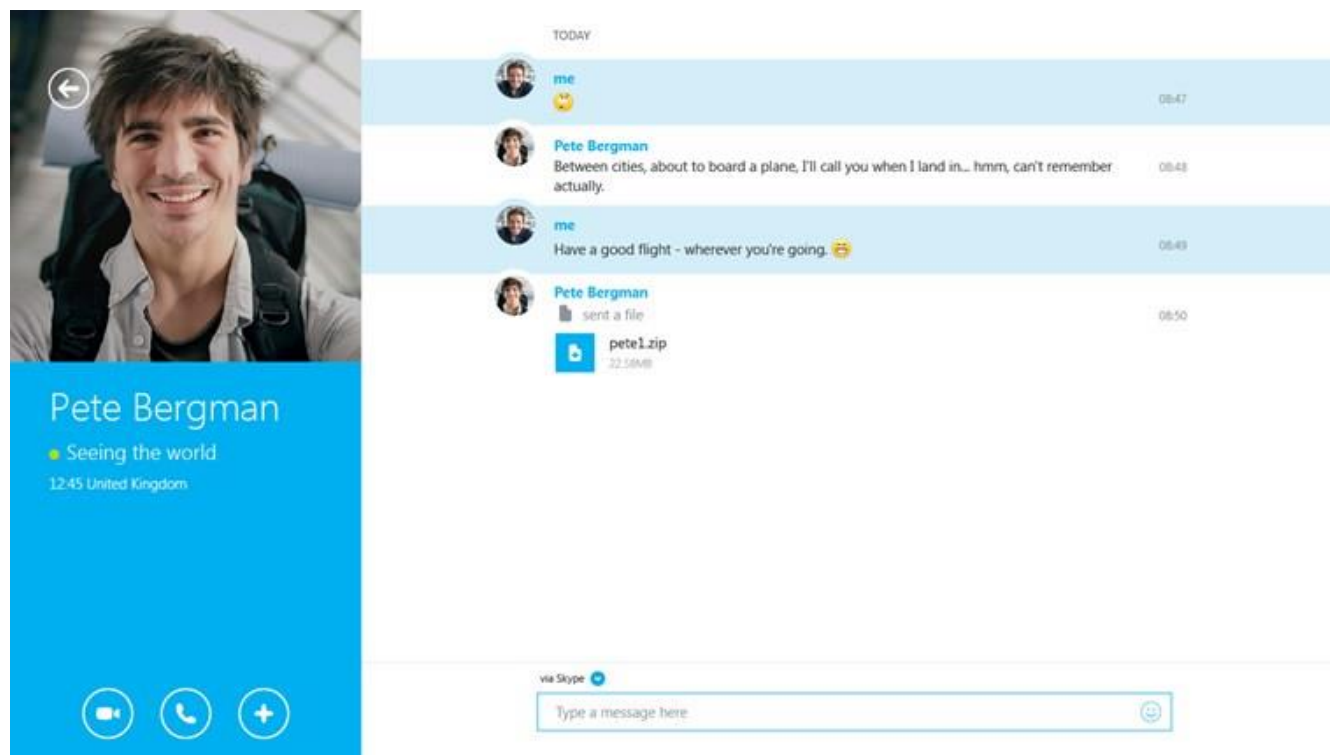 TODAY
me
08:47
Pete Bergman
Between cities, about to board a plane, I'll call you when I land in... hmm, can't remember
08:48
actually.
me
Have a good flight - wherever you're going.
08:49
Pete Bergman
sent a file
08:50
pete1.zip
22.58MB
Pete Bergman
Seeing the world
12:45 United Kingdom
via Skype
Type a message here